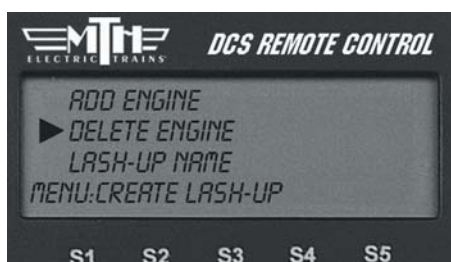 MTH
ELECTRIC TRAINS
DCS REMOTE CONTROL
ADD ENGINE
DELETE ENGINE
LASH-UP NAME
MENU:CREATE LASH-UP
S1 S2 S3 S4 S5